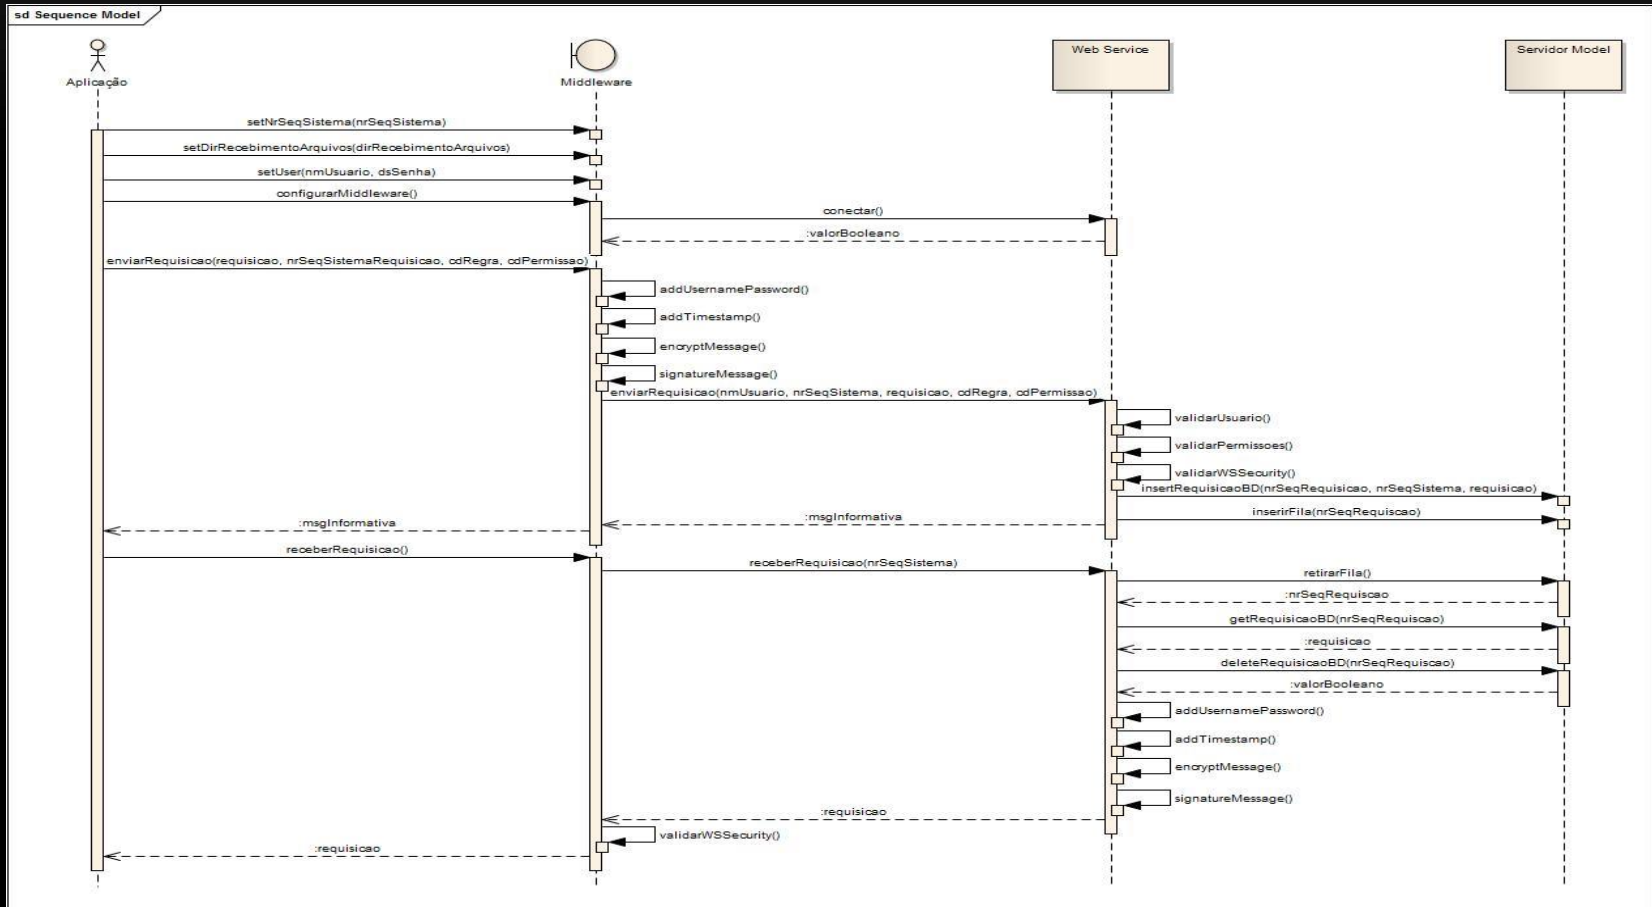 sd Sequence Model
Aplicação
Middleware
Web Service
Servidor Model
setNrSeqSistema(nrSeqSistema)
setDirRecebimentoArquivos(dirRecebimentoArquivos)
setUser(nmUsuario, dsSenha)
configurarMiddleware()
conectar()
:valorBooleano
enviarRequisicao(requisicao, nrSeqSistemaRequisicao, cdRegra, cdPermissao)
addUsernamePassword()
addTimestamp()
encryptMessage()
signatureMessage()
enviarRequisicao(nmUsuario, nrSeqSistema, requisicao, cdRegra, cdPermissao)
validarUsuario()
validarPermissoes()
validarWSSecurity()
insertRequisicaoBD(nrSeqRequisicao, nrSeqSistema, requisicao)
inserirFila(nrSeqRequiscao)
:msgInformativa
:msgInformativa
receberRequisicao()
receberRequisicao(nrSeqSistema)
retirarFila()
:nrSeqRequiscao
getRequisicaoBD(nrSeqRequiscao)
:requisicao
deleteRequisicaoBD(nrSeqRequiscao)
:valorBooleano
addUsernamePassword()
addTimestamp()
encryptMessage()
signatureMessage()
:requisicao
validarWSSecurity()
:requisicao